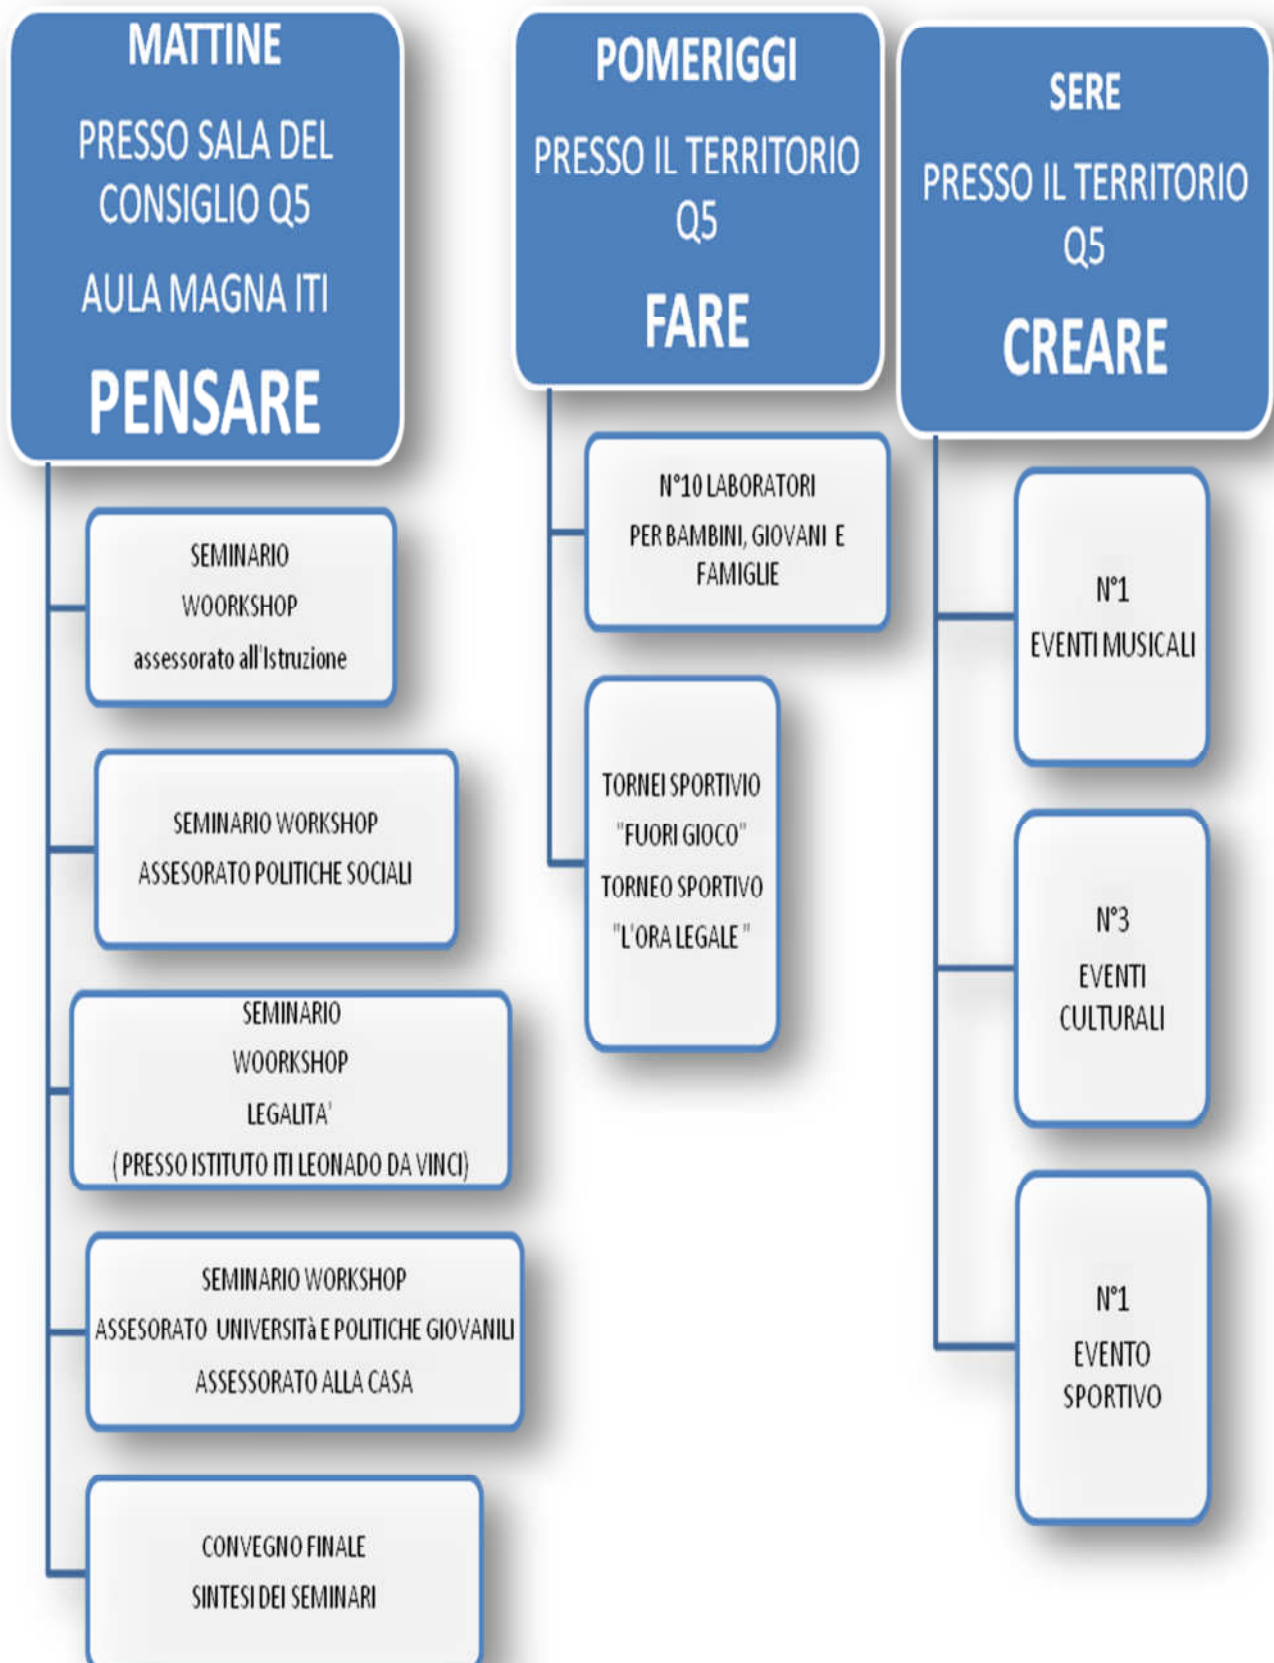 MATTINE
PRESSO SALA DEL
CONSIGLIO Q5
AULA MAGNA ITI
PENSARE
SEMINARIO
WOORKSHOP
assessorato all'Istruzione
SEMINARIO WORKSHOP
ASSESORATO POLITICHE SOCIALI
SEMINARIO
WOORKSHOP
LEGALITA'
( PRESSO ISTITUTO ITI LEONADO DA VINCI)
SEMINARIO WORKSHOP
ASSESORATO UNIVERSITà E POLITICHE GIOVANILI
ASSESSORATO ALLA CASA
CONVEGNO FINALE
SINTESI DEI SEMINARI
POMERIGGI
PRESSO IL TERRITORIO
Q5
FARE
N°10 LABORATORI
PER BAMBINI, GIOVANI E
FAMIGLIE
TORNEI SPORTIVIO
"FUORI GIOCO"
TORNEO SPORTIVO
"L'ORA LEGALE "
SERE
PRESSO IL TERRITORIO
Q5
CREARE
N°1
EVENTI MUSICALI
N°3
EVENTI
CULTURALI
N°1
EVENTO
SPORTIVO